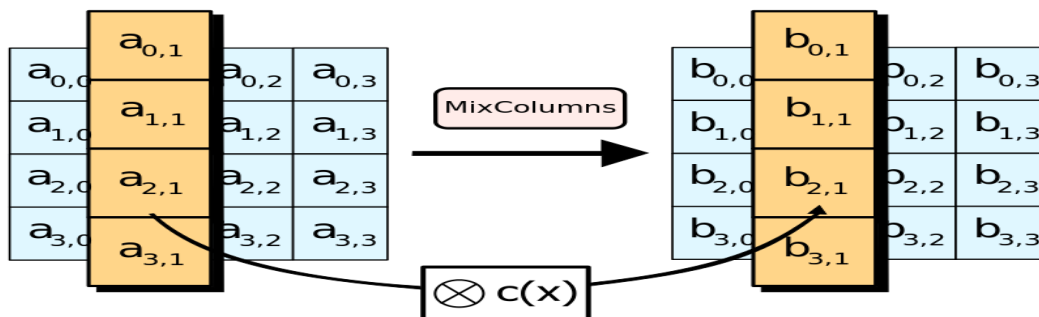 a0,0 a0,1 a0,2 a0,3
a1,0 a1,1 a1,2 a1,3
a2,0 a2,1 a2,2 a2,3
a3,0 a3,1 a3,2 a3,3
MixColumns
b0,0 b0,1 b0,2 b0,3
b1,0 b1,1 b1,2 b1,3
b2,0 b2,1 b2,2 b2,3
b3,0 b3,1 b3,2 b3,3
⊗ c(x)